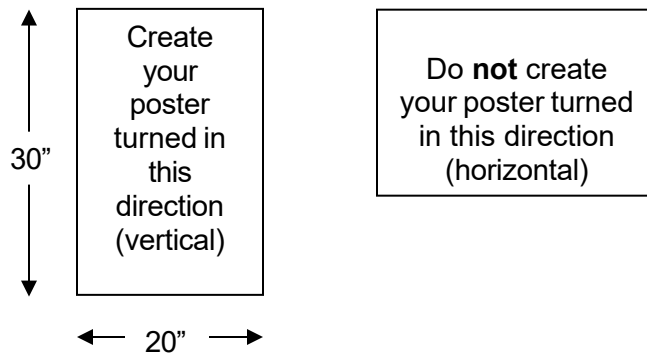 Create
your
poster
turned in
this
direction
(vertical)
30”
20”
Do not create
your poster turned
in this direction
(horizontal)